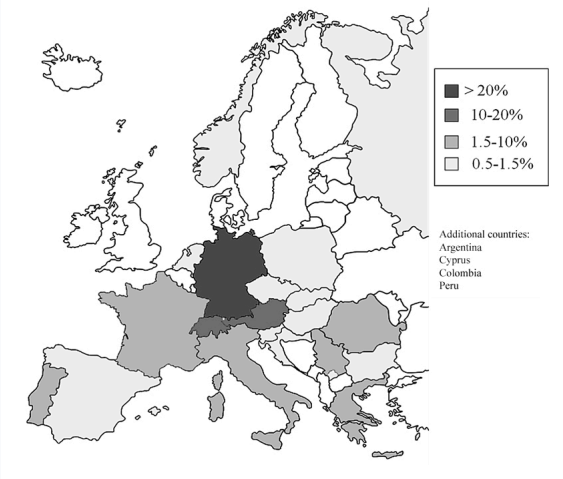 > 20%
10-20%
1.5-10%
0.5-1.5%
Additional countries:
Argentina
Cyprus
Colombia
Peru